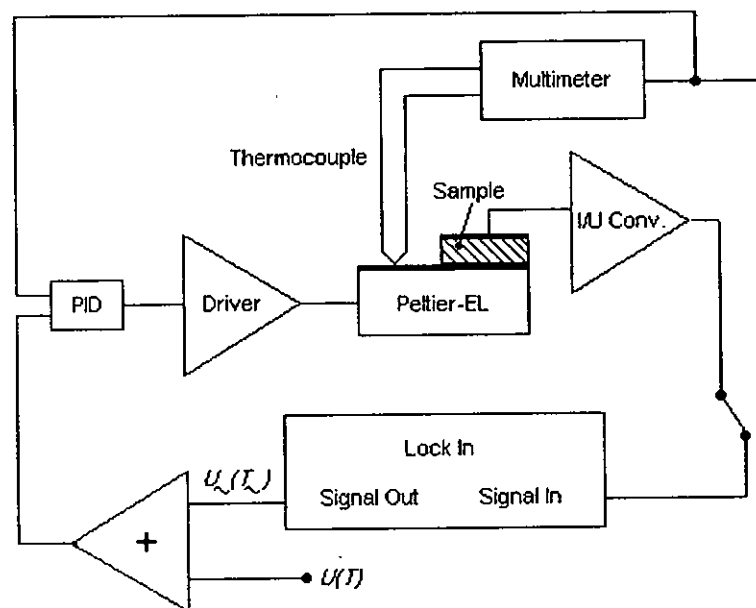 Multimeter
Thermocouple
Sample
I/U Conv.
PID
Driver
Peltier-EL
Lock In
U~(T~)
Signal Out
Signal In
+
U(T)